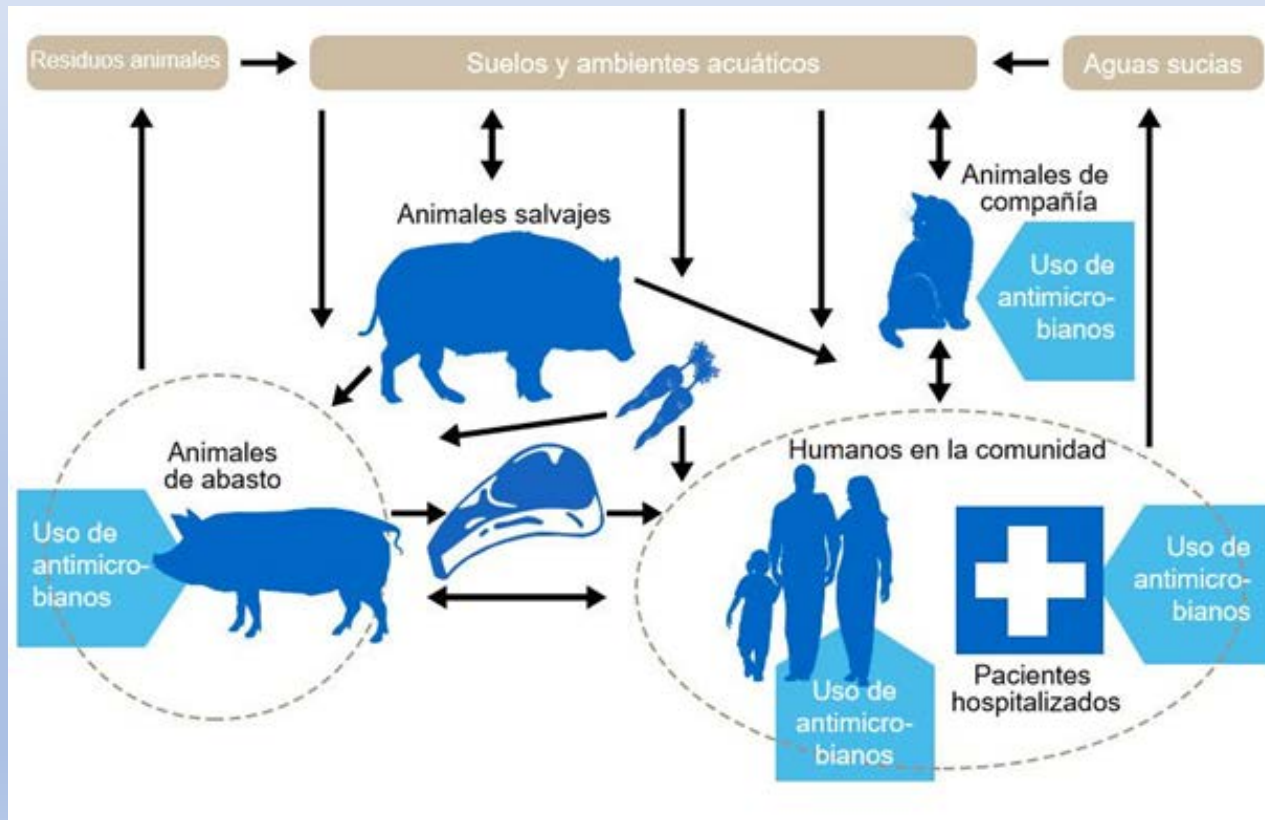 Residuos animales
Suelos y ambientes acuáticos
Aguas sucias
Animales de
compañía
Animales salvajes
Uso de
antimicro-
bianos
Animales
de abasto
Humanos en la comunidad
Uso de
antimicro-
bianos
Uso de
antimicro-
bianos
Pacientes
hospitalizados
Uso de
antimicro-
bianos